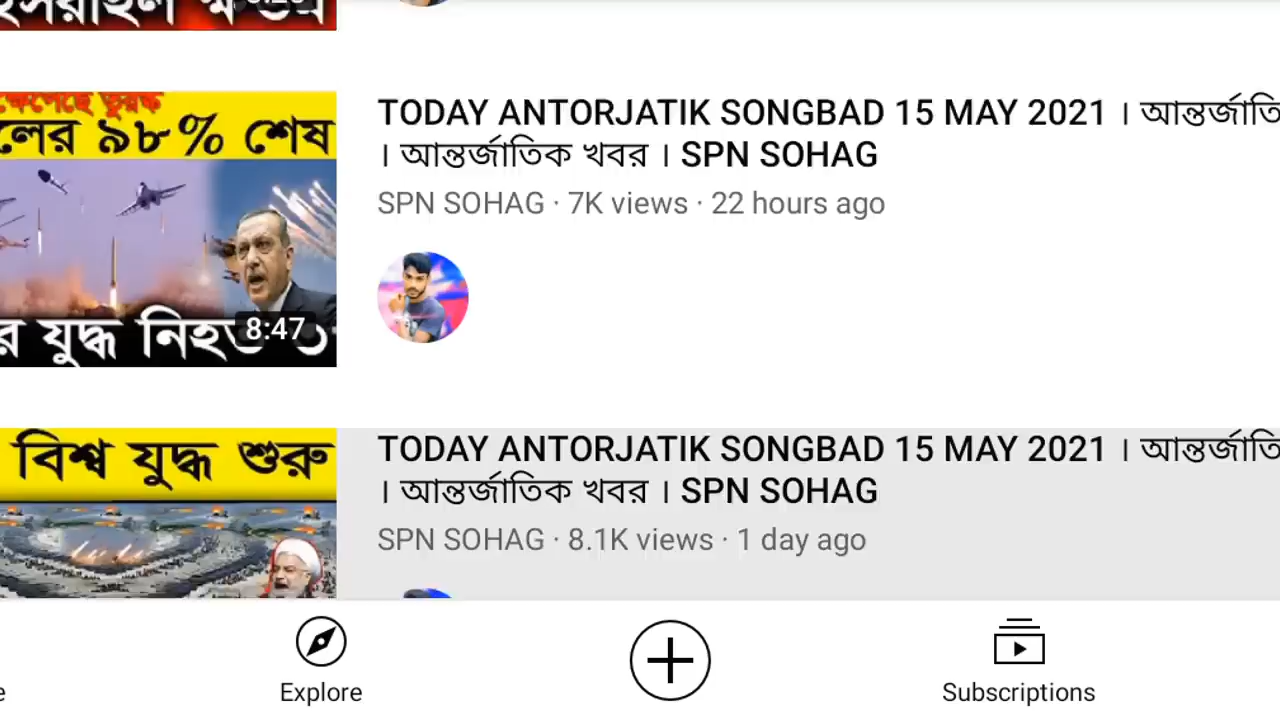 TODAY ANTORJATIK SONGBAD 15 MAY 2021 । আন্তর্জাতি
। আন্তর্জাতিক খবর । SPN SOHAG
SPN SOHAG · 7K views · 22 hours ago
তুরস্ক
লের ৯৮% শেষ
র যুদ্ধ
8:47
TODAY ANTORJATIK SONGBAD 15 MAY 2021 । আন্তর্জাতি
। আন্তর্জাতিক খবর । SPN SOHAG
SPN SOHAG · 8.1K views · 1 day ago
বিশ্ব যুদ্ধ শুরু
Explore
Subscriptions